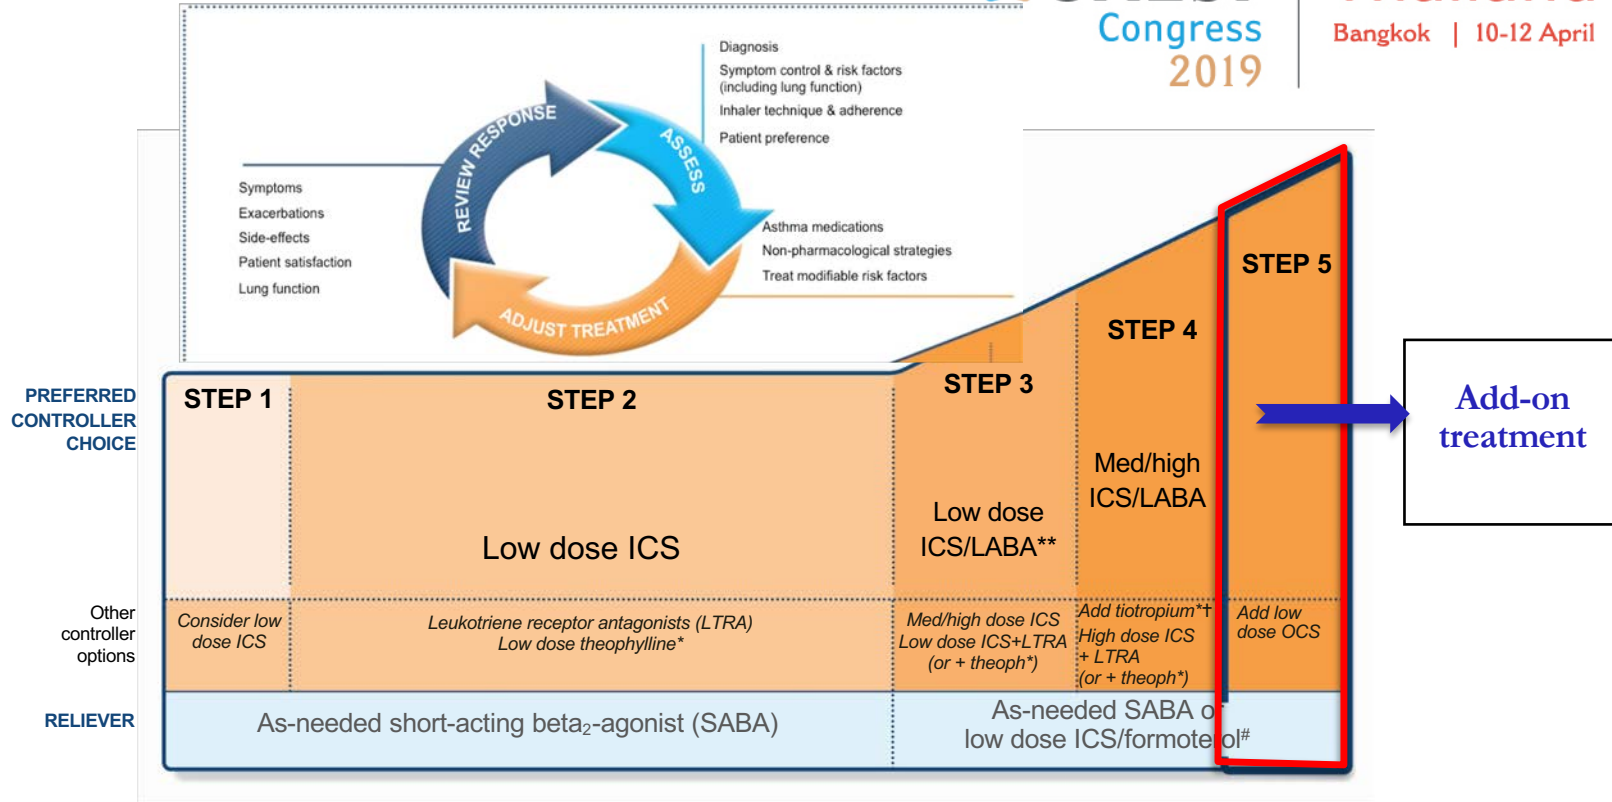 Congress
2019
Bangkok | 10-12 April
Diagnosis
Symptom control & risk factors
(including lung function)
Inhaler technique & adherence
Patient preference
REVIEW RESPONSE
ASSESS
ADJUST TREATMENT
Symptoms
Exacerbations
Side-effects
Patient satisfaction
Lung function
Asthma medications
Non-pharmacological strategies
Treat modifiable risk factors
PREFERRED
CONTROLLER
CHOICE
STEP 1
STEP 2
Low dose ICS
STEP 3
Low dose
ICS/LABA**
STEP 4
Med/high
ICS/LABA
STEP 5
Add-on
treatment
Other
controller
options
Consider low
dose ICS
Leukotriene receptor antagonists (LTRA)
Low dose theophylline*
Med/high dose ICS
Low dose ICS+LTRA
(or + theoph*)
Add tiotropium*†
High dose ICS
+ LTRA
(or + theoph*)
Add low
dose OCS
RELIEVER
As-needed short-acting beta₂-agonist (SABA)
As-needed SABA or
low dose ICS/formoterol#